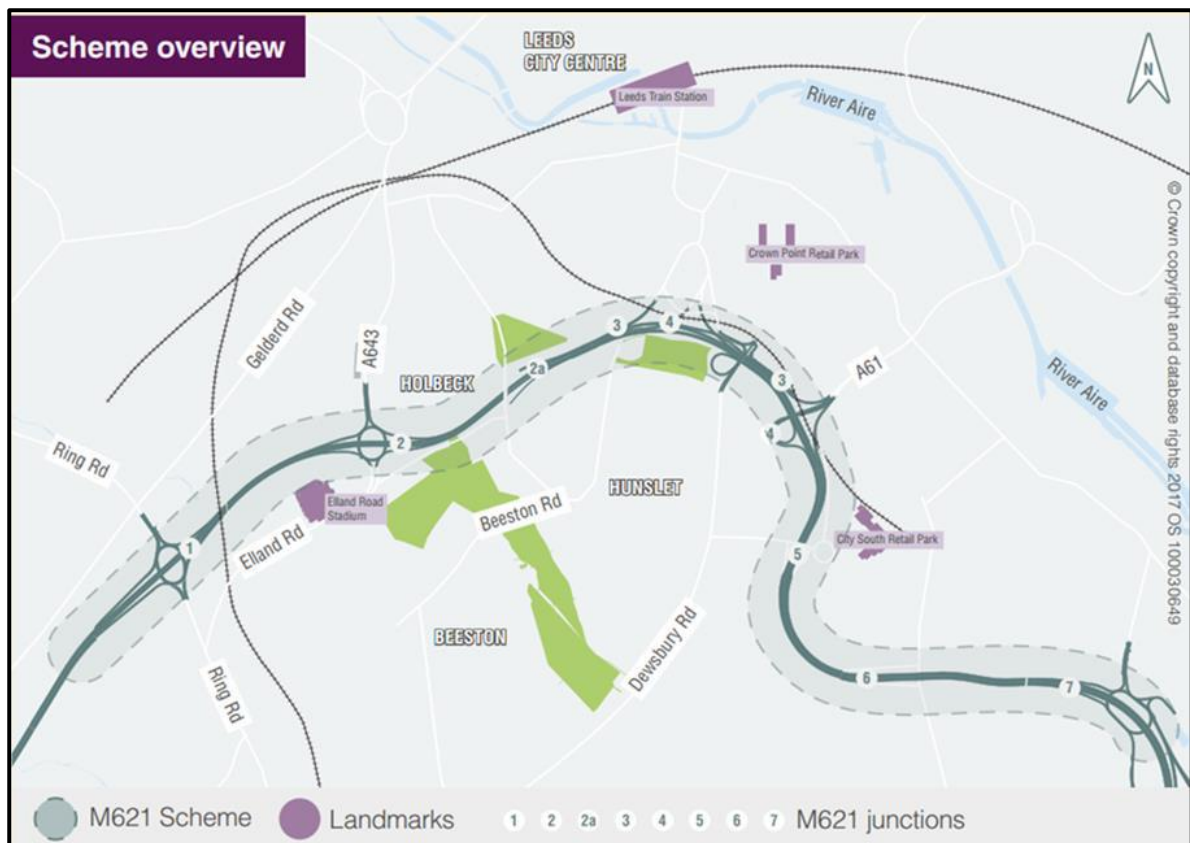 Scheme overview
LEEDS
CITY CENTRE
N
Leeds Train Station
River Aire
© Crown copyright and database rights 2017 OS 100030649
Crown Point Retail Park
Gelderd Rd
A643
3
4
2a
3
A61
HOLBECK
River Aire
4
2
Ring Rd
HUNSLET
Elland Road
Stadium
Beeston Rd
Elland Rd
City South Retail Park
1
5
BEESTON
Dewsbury Rd
Ring Rd
6
7
M621 Scheme
Landmarks
1 2 2a 3 4 5 6 7 M621 junctions